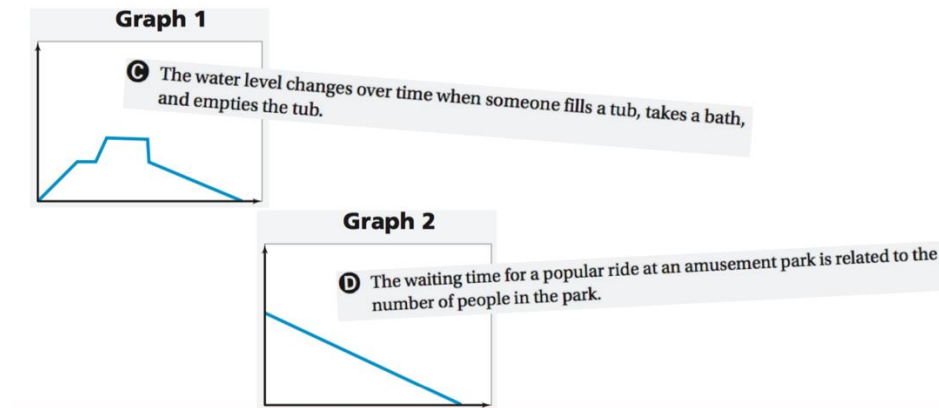 Graph 1
C The water level changes over time when someone fills a tub, takes a bath,
and empties the tub.
Graph 2
D The waiting time for a popular ride at an amusement park is related to the
number of people in the park.